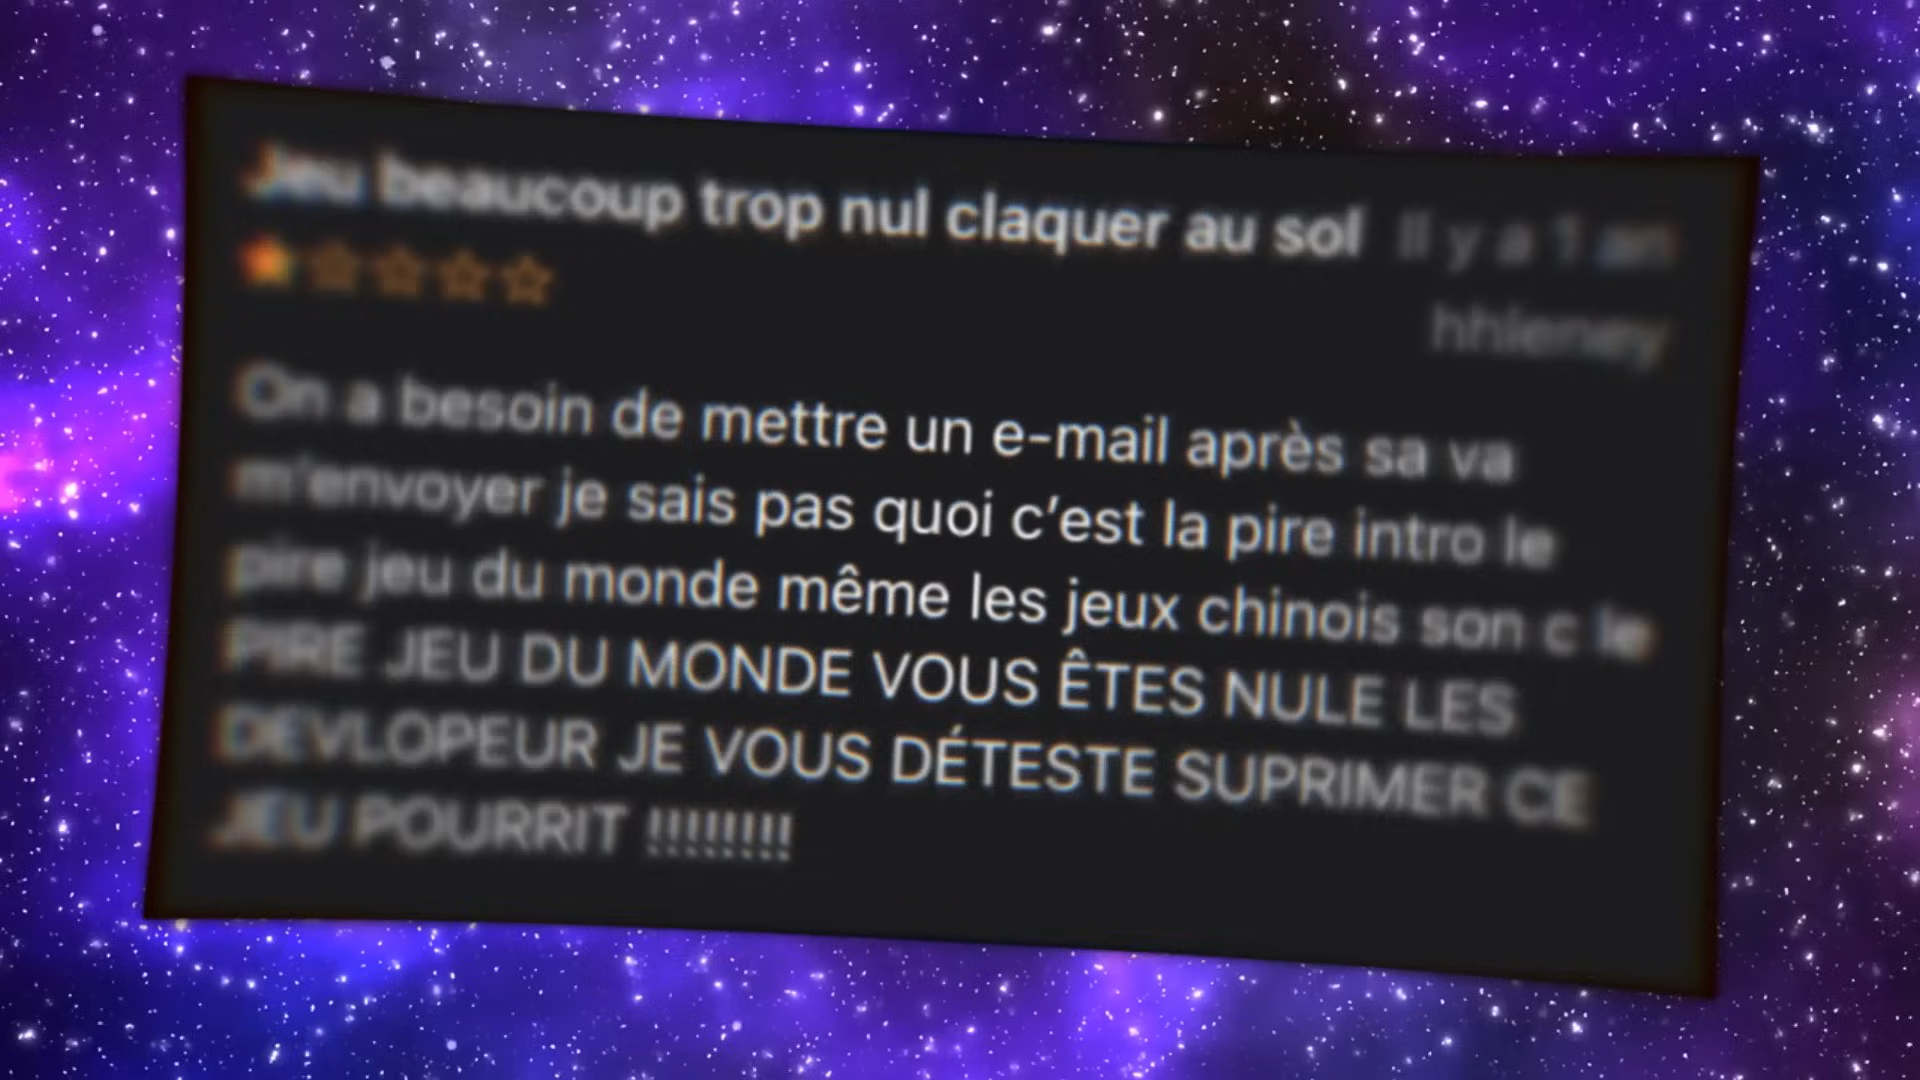 Jeu beaucoup trop nul claquer au sol Il y a 1 an
hhieney
On a besoin de mettre un e-mail après sa va
m'envoyer je sais pas quoi c'est la pire intro le
pire jeu du monde même les jeux chinois son c le
PIRE JEU DU MONDE VOUS ÊTES NULE LES
DEVLOPEUR JE VOUS DÉTESTE SUPRIMER CE
JEU POURRIT !!!!!!!!